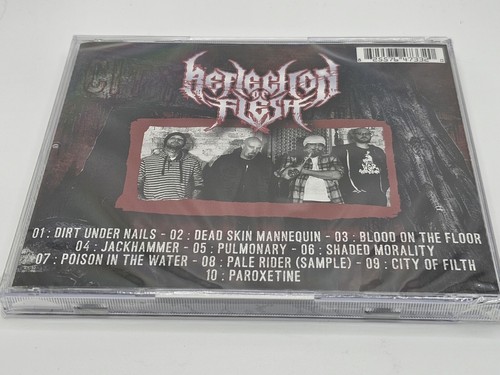 REFLECTION
OF
FLESH
01 : DIRT UNDER NAILS - 02 : DEAD SKIN MANNEQUIN - 03 : BLOOD ON THE FLOOR
04 : JACKHAMMER - 05 : PULMONARY - 06 : SHADED MORALITY
07 : POISON IN THE WATER - 08 : PALE RIDER (SAMPLE) - 09 : CITY OF FILTH
10 : PAROXETINE